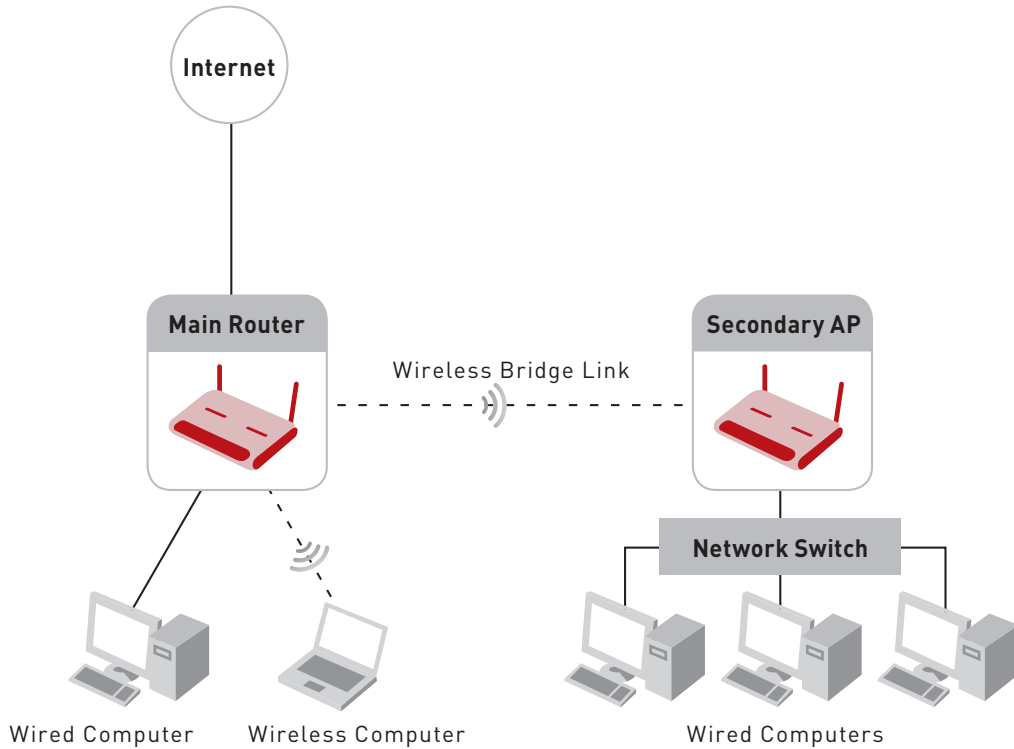 Internet
Main Router
Secondary AP
Wireless Bridge Link
Network Switch
Wired Computer
Wireless Computer
Wired Computers